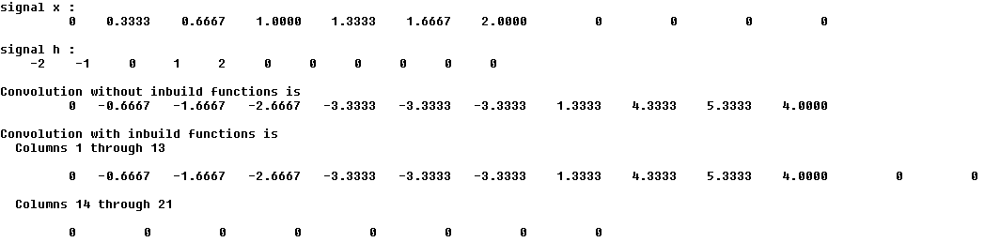 signal x :
0 0.3333 0.6667 1.0000 1.3333 1.6667 2.0000 0 0 0 0
signal h :
-2 -1 0 1 2 0 0 0 0 0 0
Convolution without inbuild functions is
0 -0.6667 -1.6667 -2.6667 -3.3333 -3.3333 -3.3333 1.3333 4.3333 5.3333 4.0000
Convolution with inbuild functions is
Columns 1 through 13
0 -0.6667 -1.6667 -2.6667 -3.3333 -3.3333 -3.3333 1.3333 4.3333 5.3333 4.0000 0 0
Columns 14 through 21
0 0 0 0 0 0 0 0